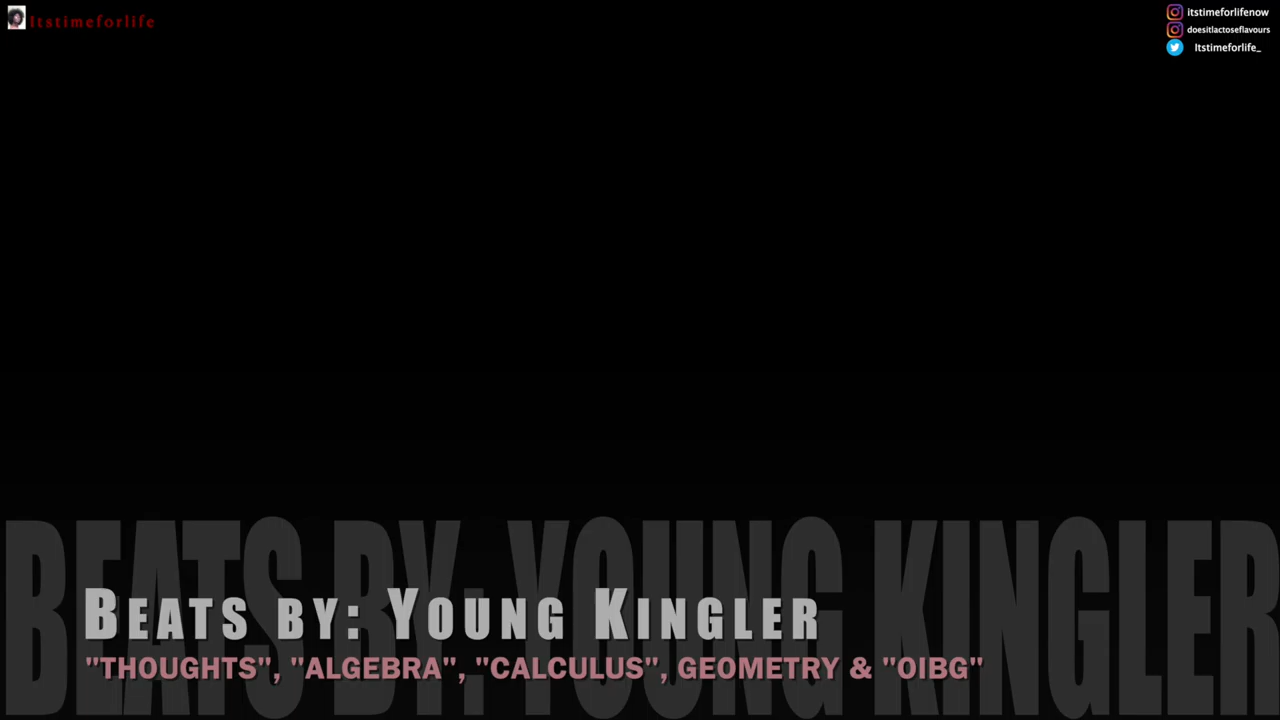 Itstimeforlife
itstimeforlifenow
doesitlactoseflavours
Itstimeforlife_
BEATS BY: YOUNG KINGLER
BEATS BY: YOUNG KINGLER
"THOUGHTS", "ALGEBRA", "CALCULUS", GEOMETRY & "OIBG"